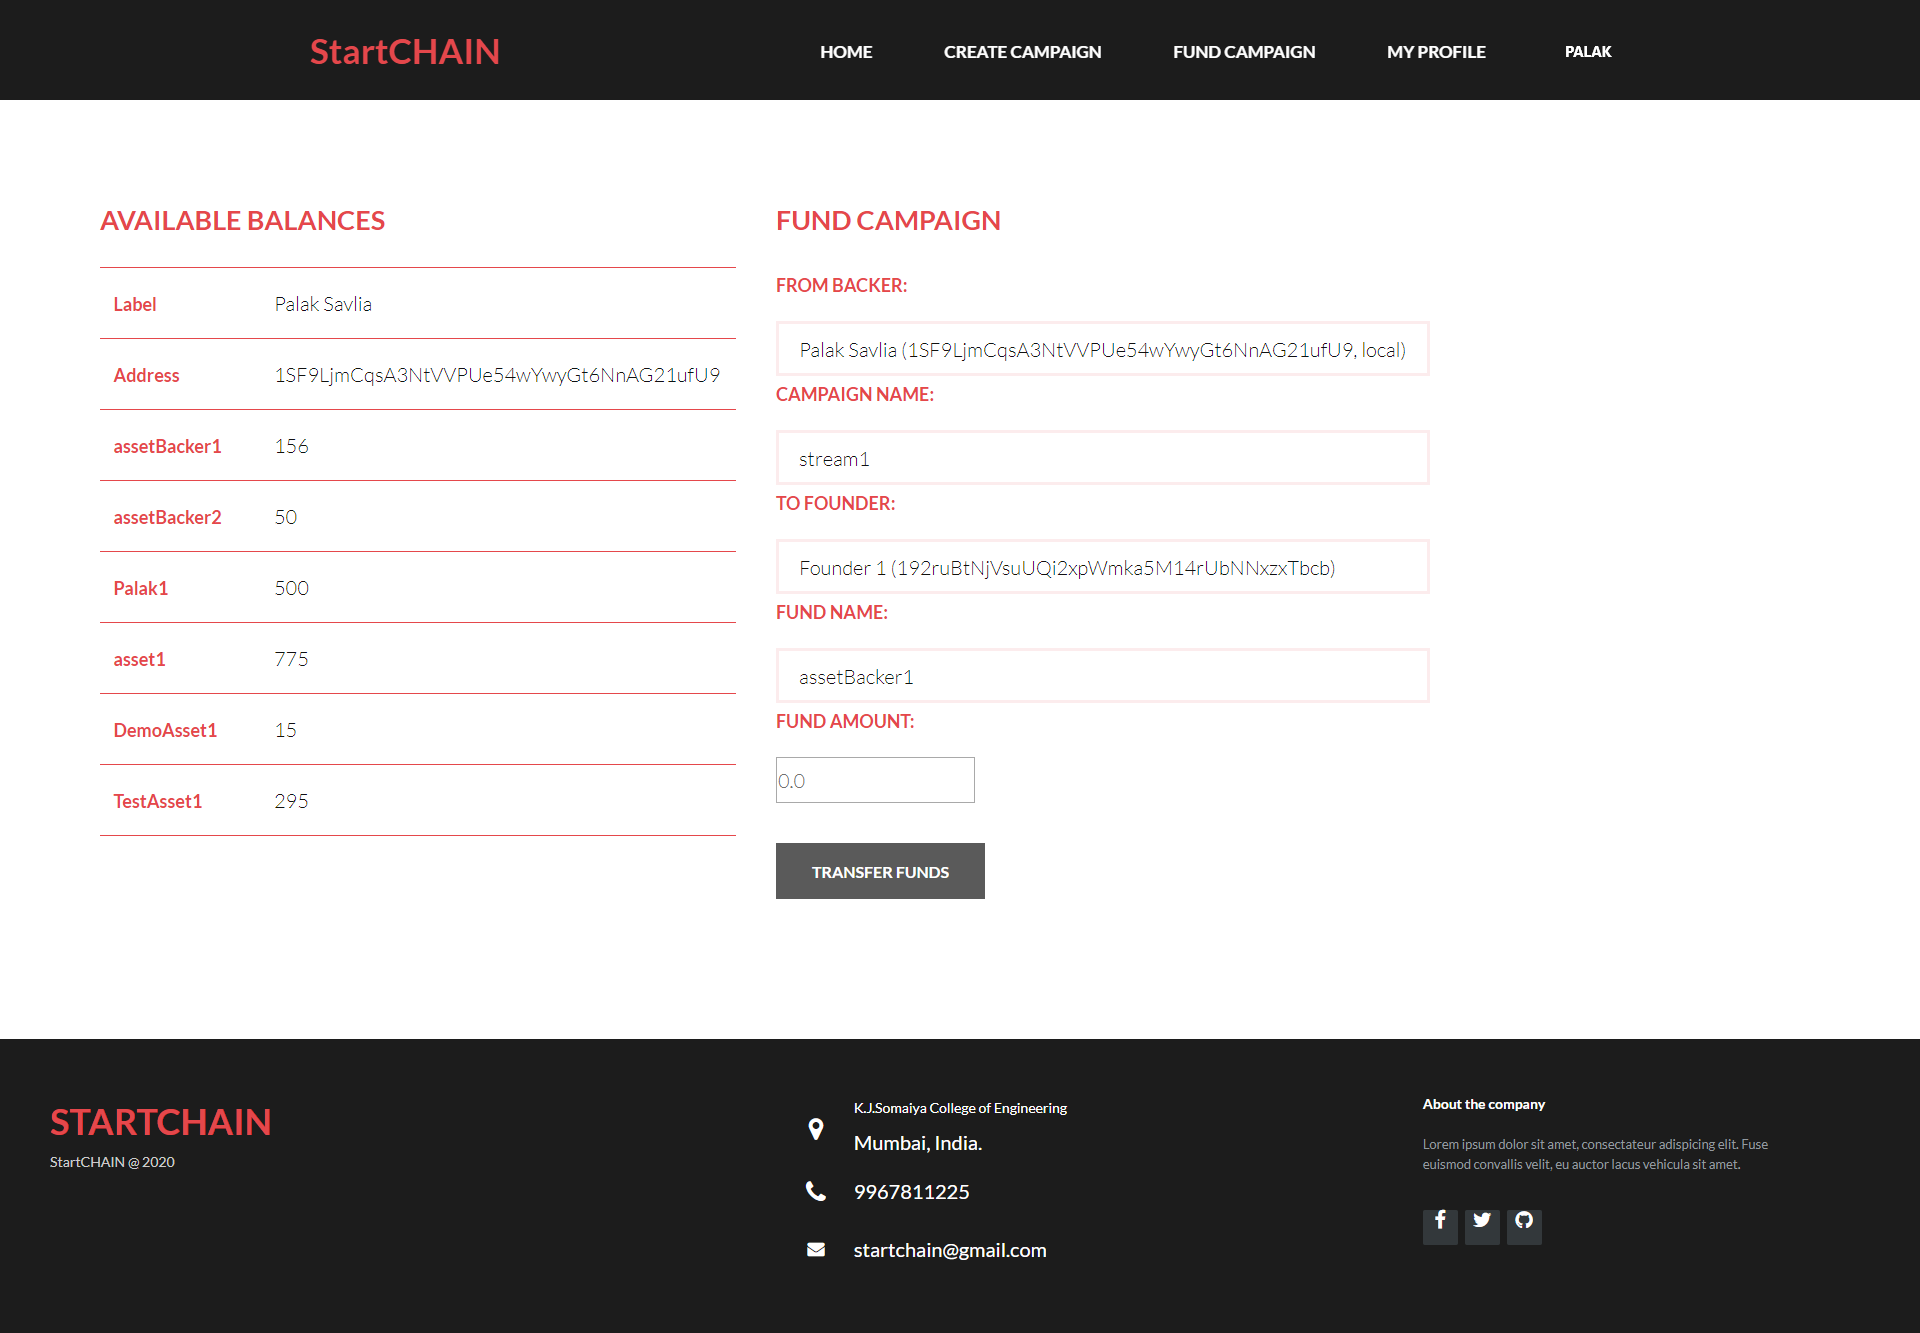 StartCHAIN
HOME
CREATE CAMPAIGN
FUND CAMPAIGN
MY PROFILE
PALAK
AVAILABLE BALANCES
Label Palak Savlia
Address 1SF9LjmCqsA3NtVVPUe54wYwyGt6NnAG21ufU9
assetBacker1 156
assetBacker2 50
Palak1 500
asset1 775
DemoAsset1 15
TestAsset1 295
FUND CAMPAIGN
FROM BACKER:
Palak Savlia (1SF9LjmCqsA3NtVVPUe54wYwyGt6NnAG21ufU9, local)
CAMPAIGN NAME:
stream1
TO FOUNDER:
Founder 1 (192ruBtNjVsuUQi2xpWmka5M14rUbNNxzxTbcb)
FUND NAME:
assetBacker1
FUND AMOUNT:
0.0
TRANSFER FUNDS
STARTCHAIN
StartCHAIN @ 2020
K.J.Somaiya College of Engineering
Mumbai, India.
9967811225
startchain@gmail.com
About the company
Lorem ipsum dolor sit amet, consectateur adispicing elit. Fuse
euismod convallis velit, eu auctor lacus vehicula sit amet.